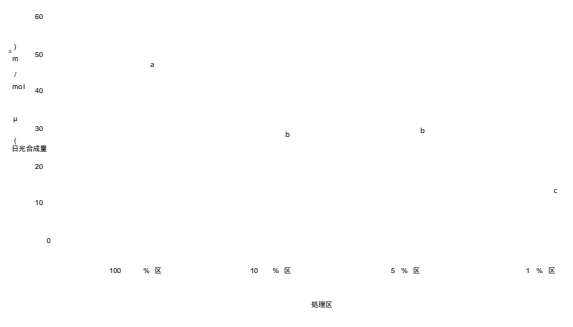 60
50
40
30
20
10
0
日光合成量
( μ mol / m 2 )
a
b
b
c
100 % 区
10 % 区
5 % 区
1 % 区
処理区